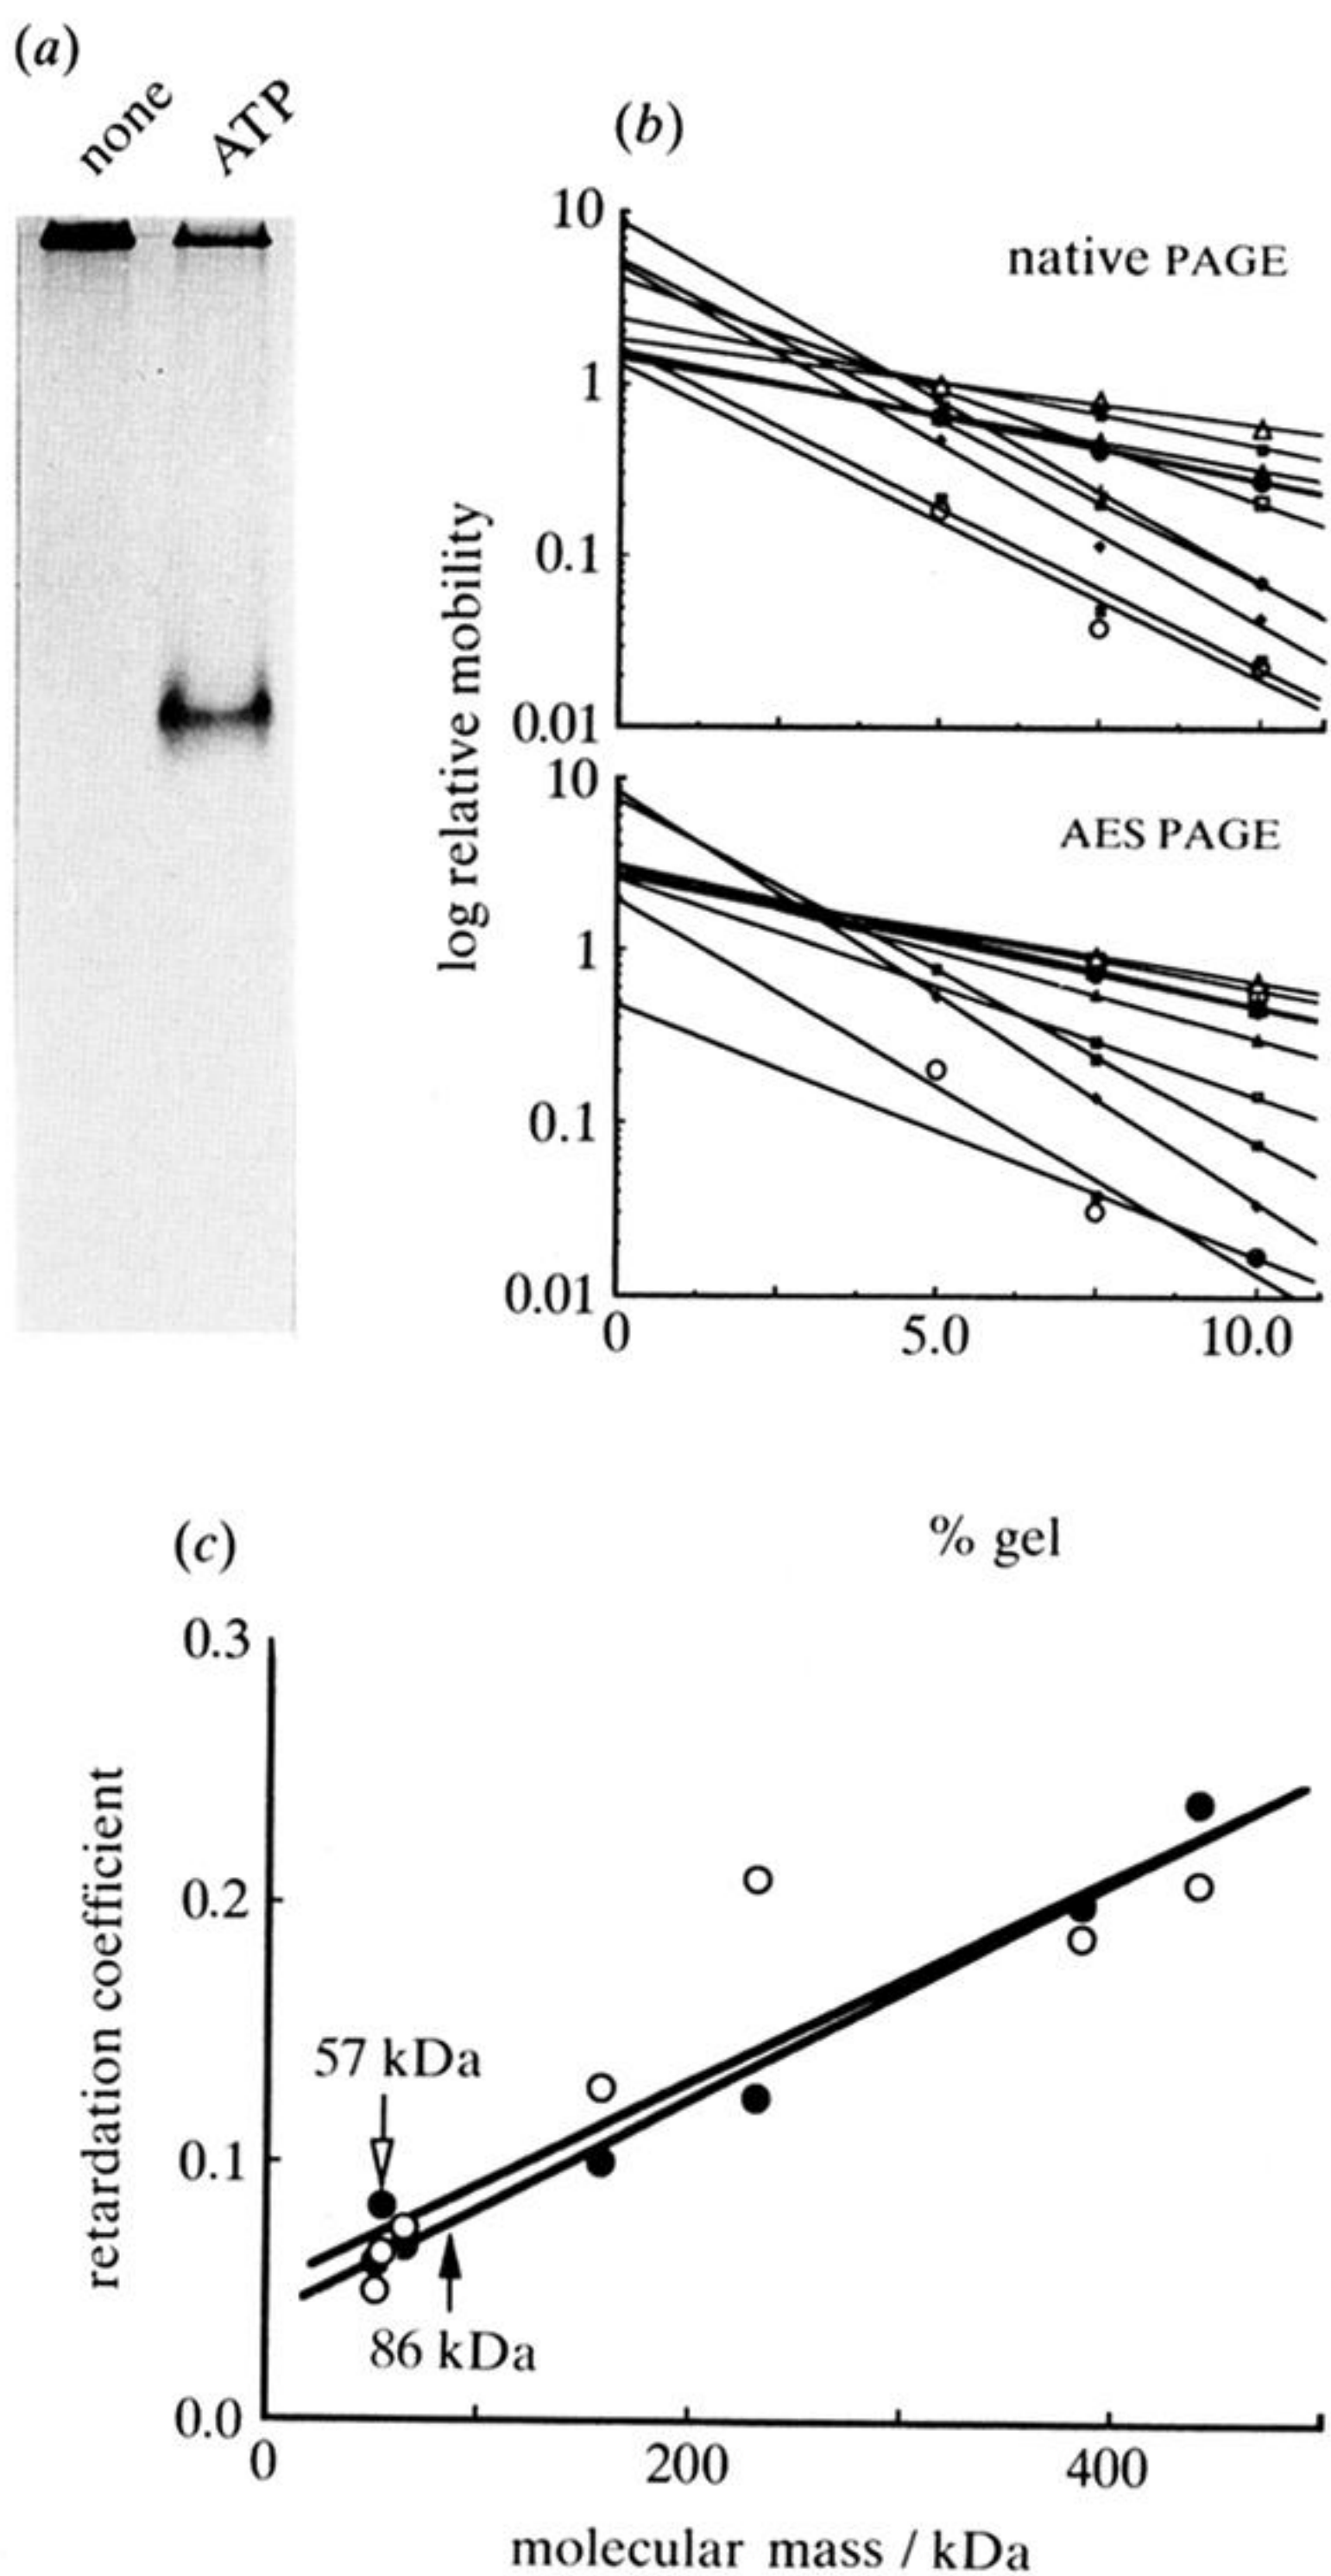 (a)
none
ATP
(b)
10
1
0.1
0.01
native PAGE
log relative mobility
10
1
0.1
0.01
AES PAGE
0
5.0
10.0
% gel
(c)
0.3
0.2
0.1
0.0
retardation coefficient
57 kDa
86 kDa
0
200
400
molecular mass / kDa